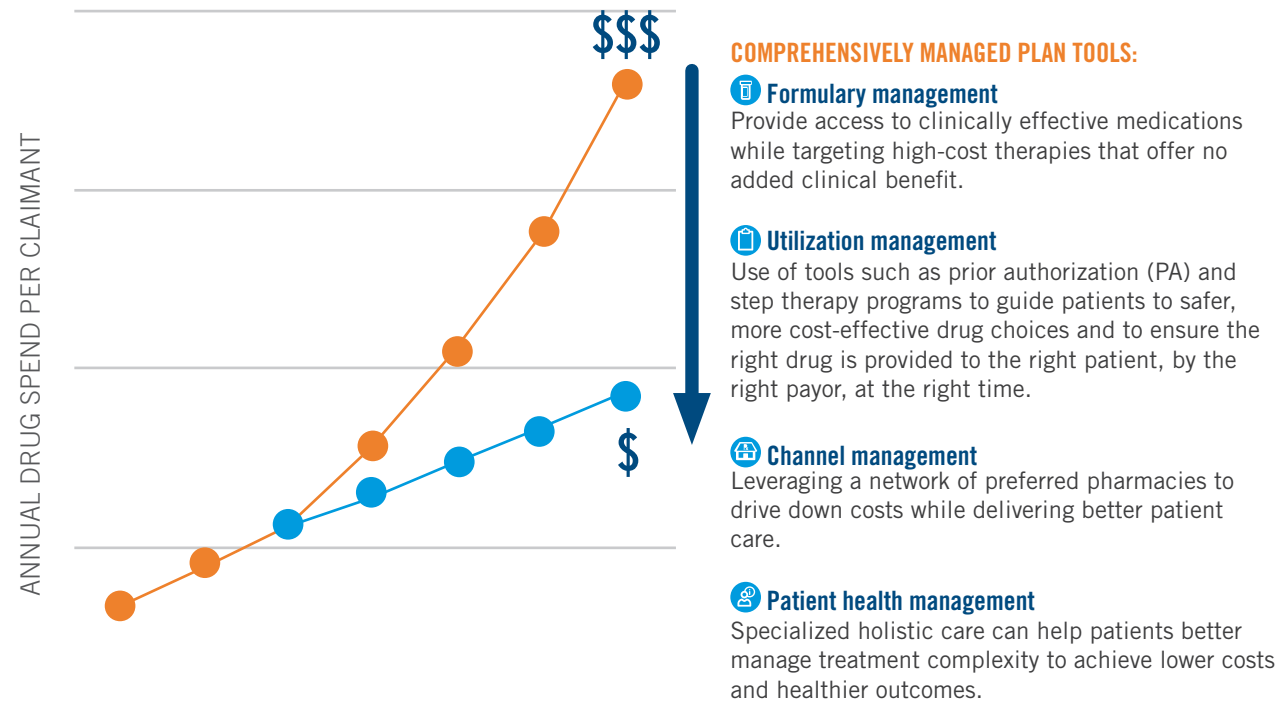 ANNUAL DRUG SPEND PER CLAIMANT
$$$
$
COMPREHENSIVELY MANAGED PLAN TOOLS:
Formulary management
Provide access to clinically effective medications
while targeting high-cost therapies that offer no
added clinical benefit.
Utilization management
Use of tools such as prior authorization (PA) and
step therapy programs to guide patients to safer,
more cost-effective drug choices and to ensure the
right drug is provided to the right patient, by the
right payor, at the right time.
Channel management
Leveraging a network of preferred pharmacies to
drive down costs while delivering better patient
care.
Patient health management
Specialized holistic care can help patients better
manage treatment complexity to achieve lower costs
and healthier outcomes.